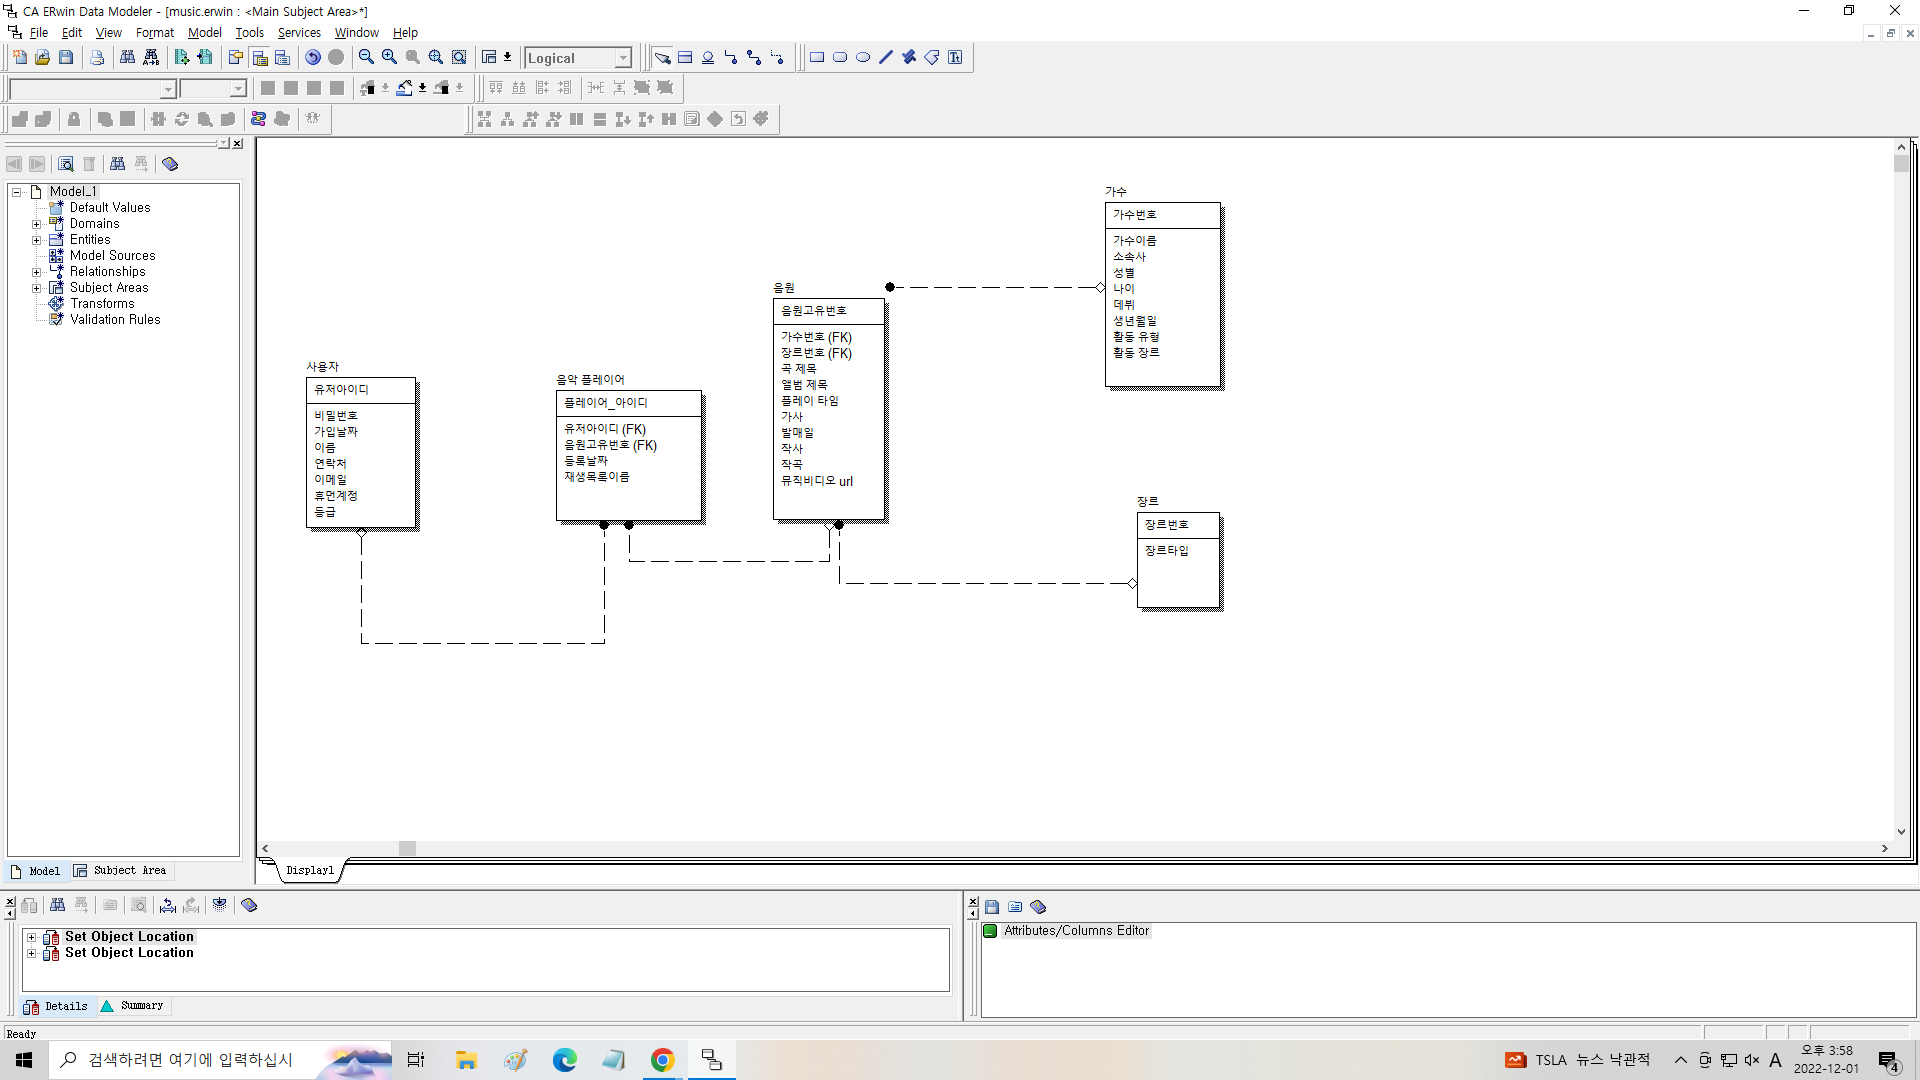 CA ERwin Data Modeler - [music.erwin : <Main Subject Area>*]
File Edit View Format Model Tools Services Window Help
Logical
Model_1
Default Values
Domains
Entities
Model Sources
Relationships
Subject Areas
Transforms
Validation Rules
Model
Subject Area
사용자
유저아이디
비밀번호
가입날짜
이름
연락처
이메일
휴먼계정
등급
음악 플레이어
플레이어_아이디
유저아이디 (FK)
음원고유번호 (FK)
등록날짜
재생목록이름
음원
음원고유번호
가수번호 (FK)
장르번호 (FK)
곡 제목
앨범 제목
플레이 타임
가사
발매일
작사
작곡
뮤직비디오 url
가수
가수번호
가수이름
소속사
성별
나이
데뷔
생년월일
활동 유형
활동 장르
장르
장르번호
장르타입
Display1
Set Object Location
Set Object Location
Details
Summary
Attributes/Columns Editor
Ready
검색하려면 여기에 입력하십시
TSLA 뉴스 낙관적
A
오후 3:58
2022-12-01
4